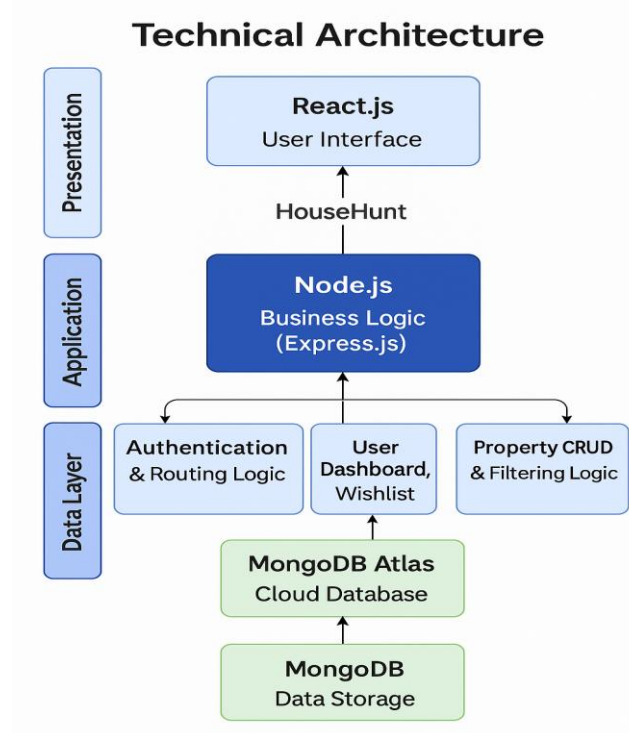 Technical Architecture
Presentation
React.js
User Interface
HouseHunt
Application
Node.js
Business Logic
(Express.js)
Data Layer
Authentication
& Routing Logic
User
Dashboard,
Wishlist
Property CRUD
& Filtering Logic
MongoDB Atlas
Cloud Database
MongoDB
Data Storage